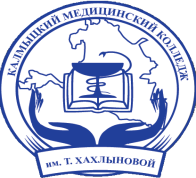 КАЛМЫЦКИЙ МЕДИЦИНСКИЙ КОЛЛЕДЖ
ИМ. Т. ХАХЛЫНОВОЙ